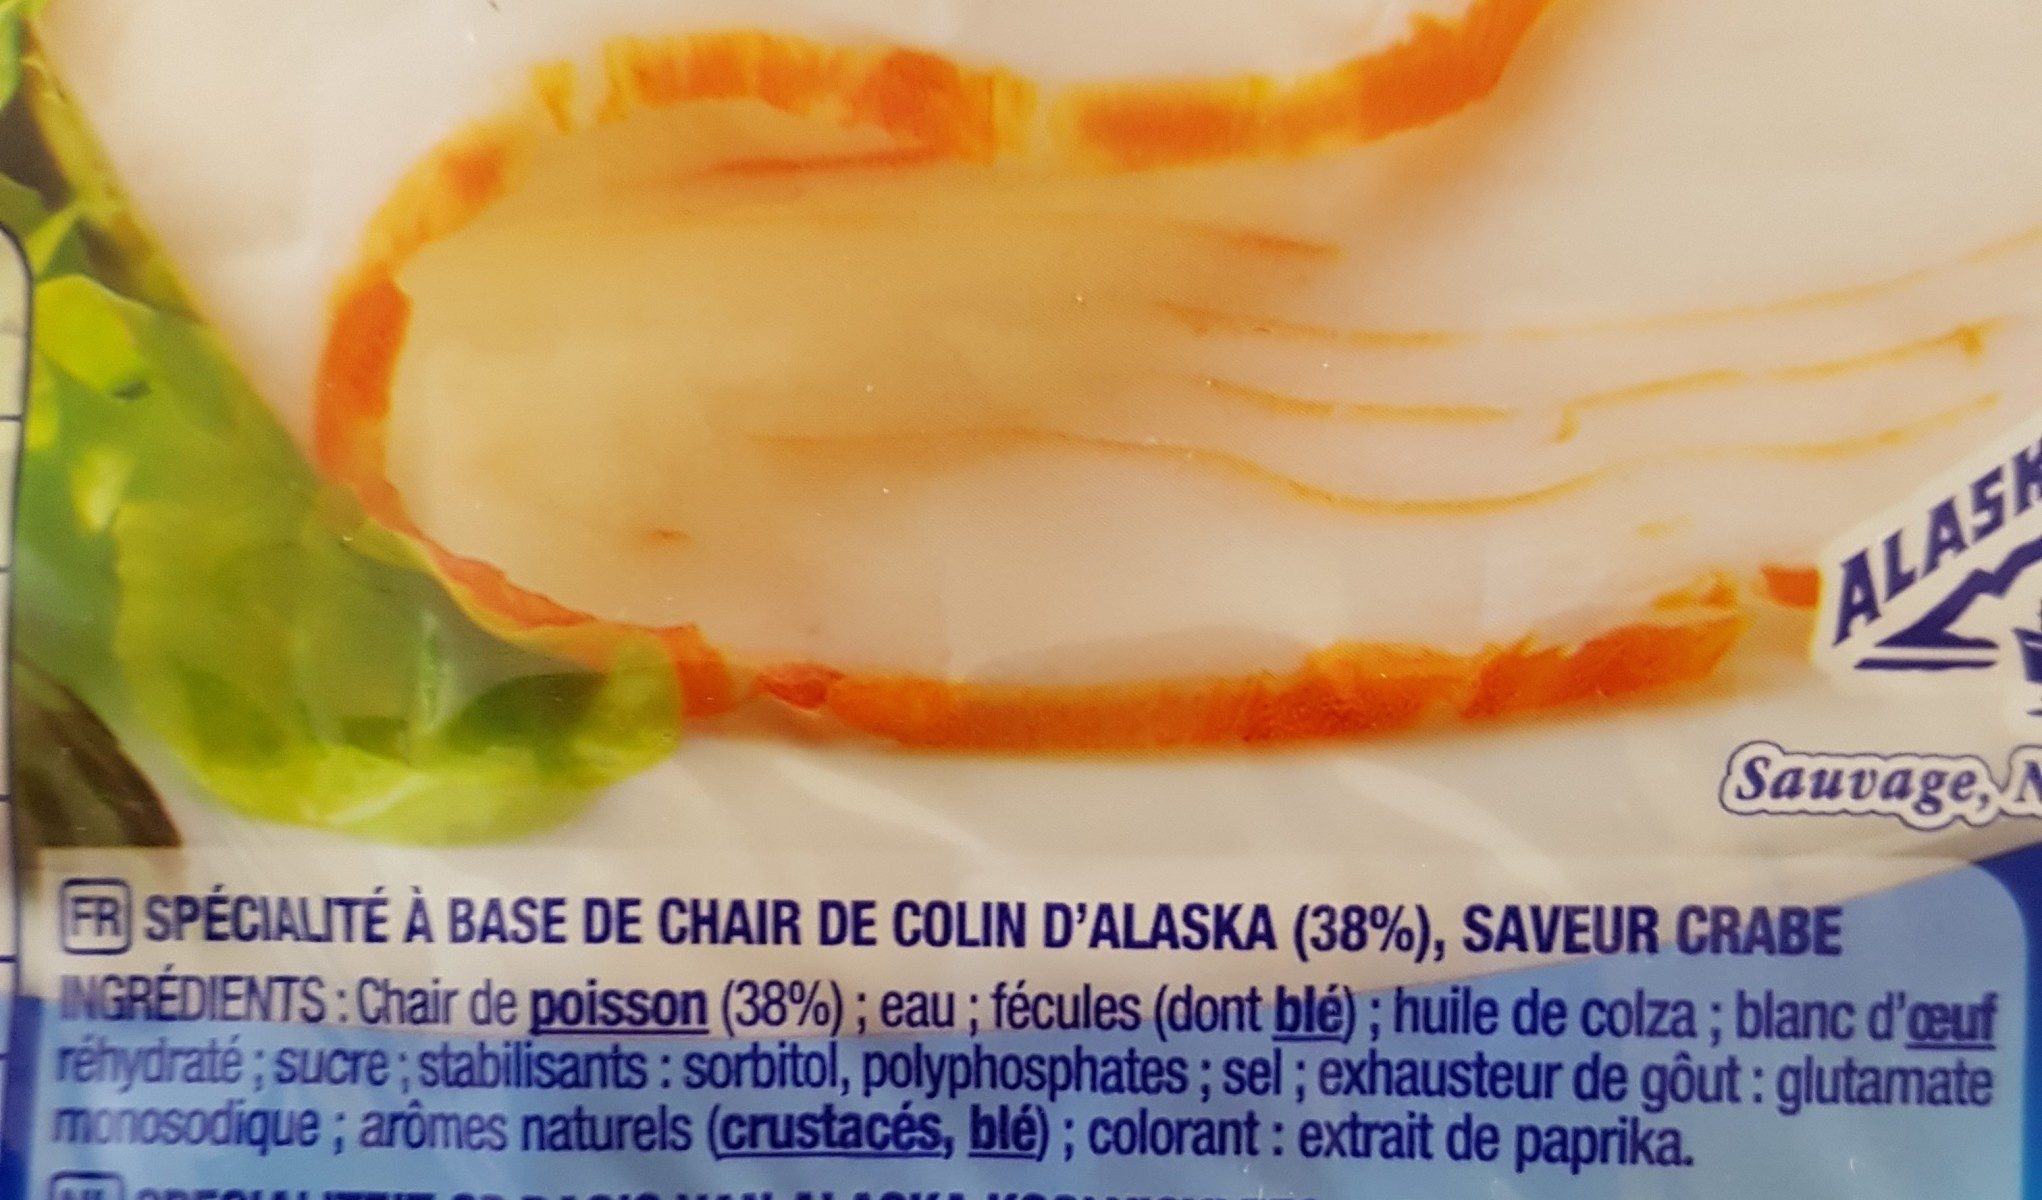 ALASK
Sauvage, N
FR SPÉCIALITÉ À BASE DE CHAIR DE COLIN D'ALASKA (38%), SAVEUR CRABE
INGRÉDIENTS : Chair de poisson (38%) ; eau ; fécules (dont blé) ; huile de colza ; blanc d'œuf
réhydraté ; sucre ; stabilisants : sorbitol, polyphosphates ; sel ; exhausteur de gôut : glutamate
monosodique ; arômes naturels (crustacés, blé) ; colorant : extrait de paprika.